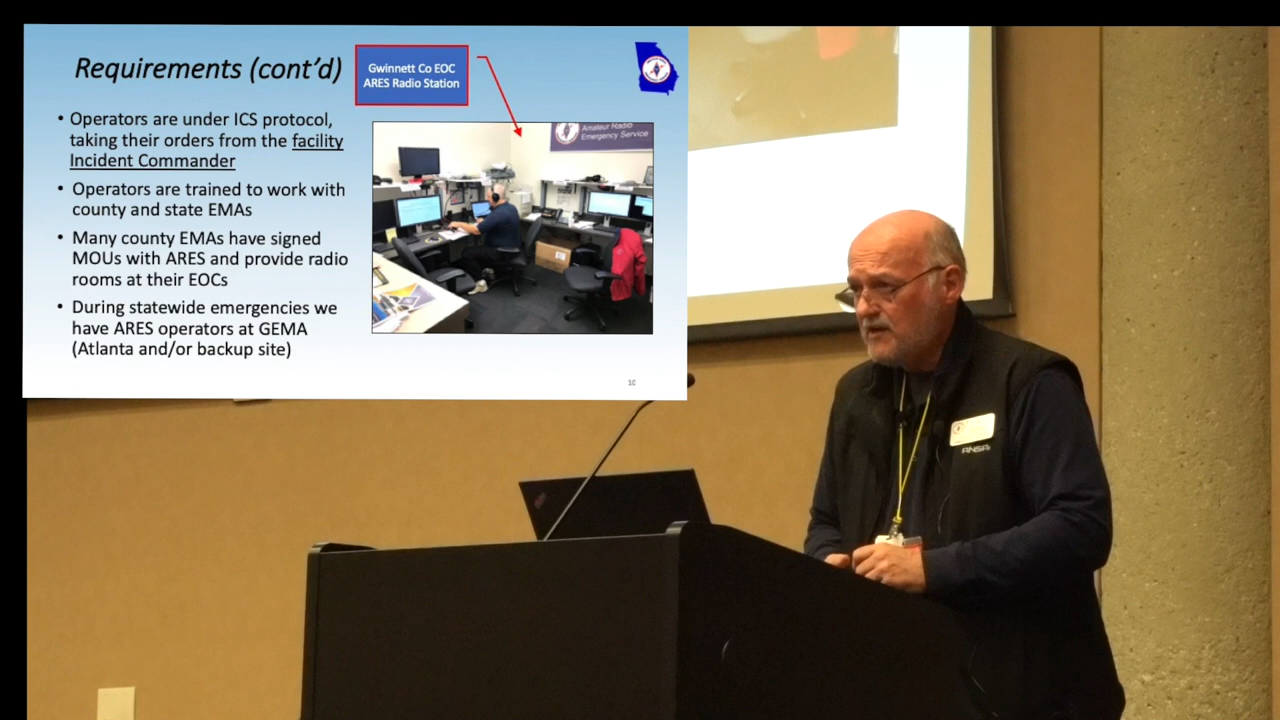 Requirements (cont'd)
Gwinnett Co EOC
ARES Radio Station
• Operators are under ICS protocol,
taking their orders from the facility
Incident Commander
• Operators are trained to work with
county and state EMAs
• Many county EMAs have signed
MOUs with ARES and provide radio
rooms at their EOCs
• During statewide emergencies we
have ARES operators at GEMA
(Atlanta and/or backup site)
Amateur Radio
Emergency Service
10